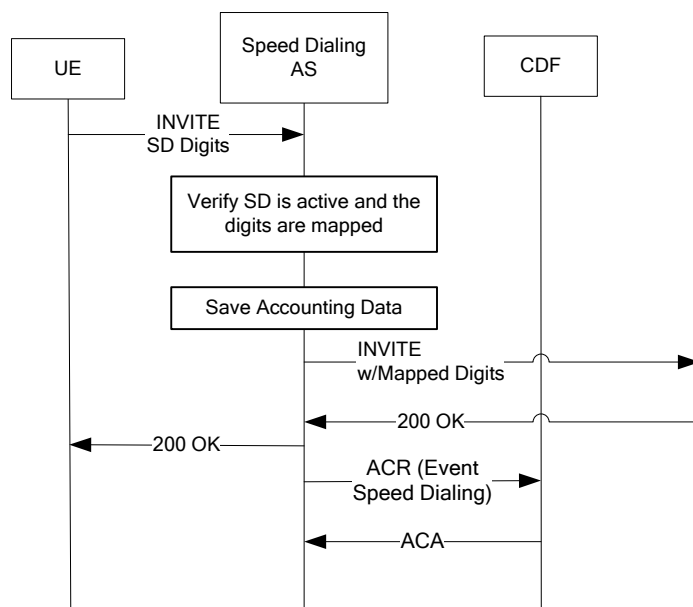 UE
Speed Dialing
AS
CDF
INVITE
SD Digits
Verify SD is active and the
digits are mapped
Save Accounting Data
INVITE
w/Mapped Digits
200 OK
200 OK
ACR (Event
Speed Dialing)
ACA